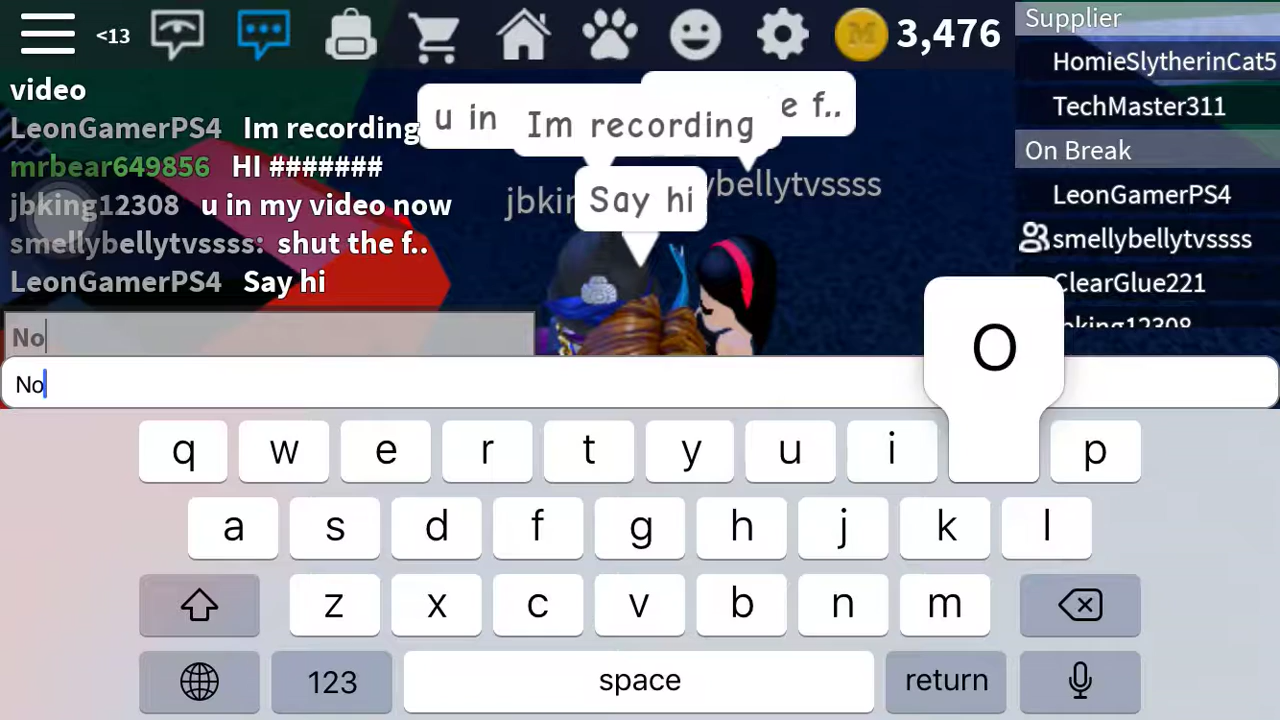 <13
3,476
video
LeonGamerPS4 Im recording
mrbear649856 HI #######
jbking12308 u in my video now
smellybellytvssss: shut the f..
LeonGamerPS4 Say hi
No
No
u in
Im recording
e f..
Say hi
ybellytvssss
Supplier
HomieSlytherinCat5
TechMaster311
On Break
LeonGamerPS4
smellybellytvssss
ClearGlue221
bking12308
O
q w e r t y u i p
a s d f g h j k l
z x c v b n m
123 space return